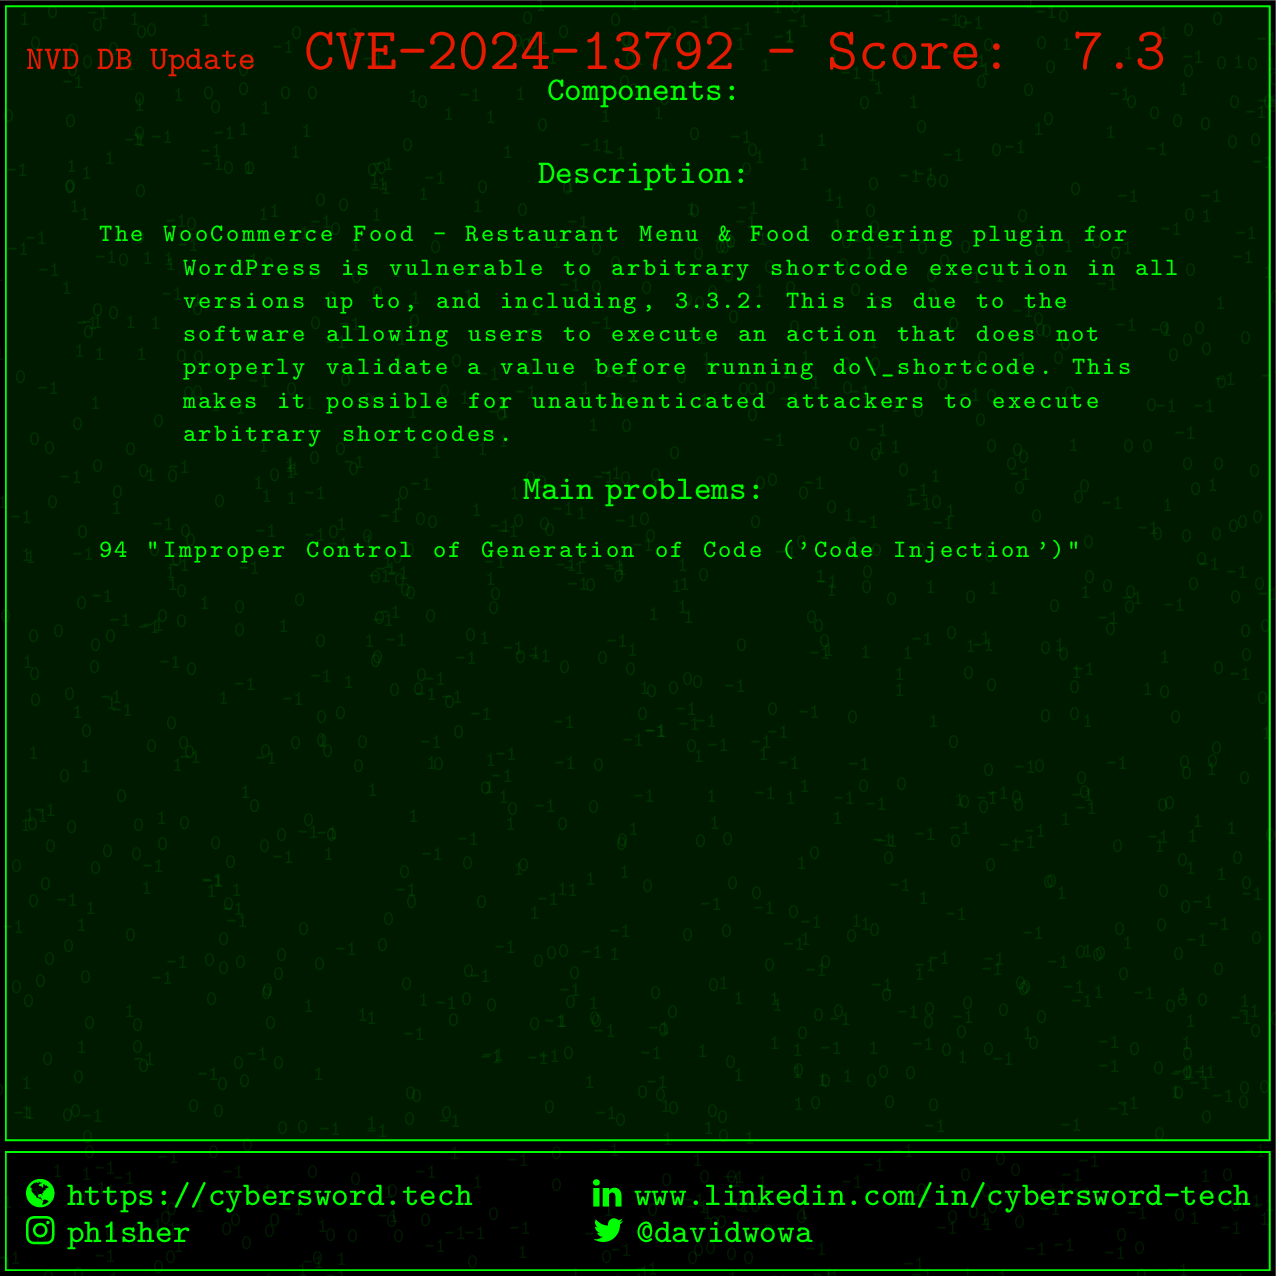 NVD DB Update CVE-2024-13792 - Score: 7.3
Components:
Description:
The WooCommerce Food - Restaurant Menu & Food ordering plugin for
WordPress is vulnerable to arbitrary shortcode execution in all
versions up to, and including, 3.3.2. This is due to the
software allowing users to execute an action that does not
properly validate a value before running do\_shortcode. This
makes it possible for unauthenticated attackers to execute
arbitrary shortcodes.
Main problems:
94 "Improper Control of Generation of Code ('Code Injection')"
https://cybersword.tech
www.linkedin.com/in/cybersword-tech
ph1sher
@davidwowa